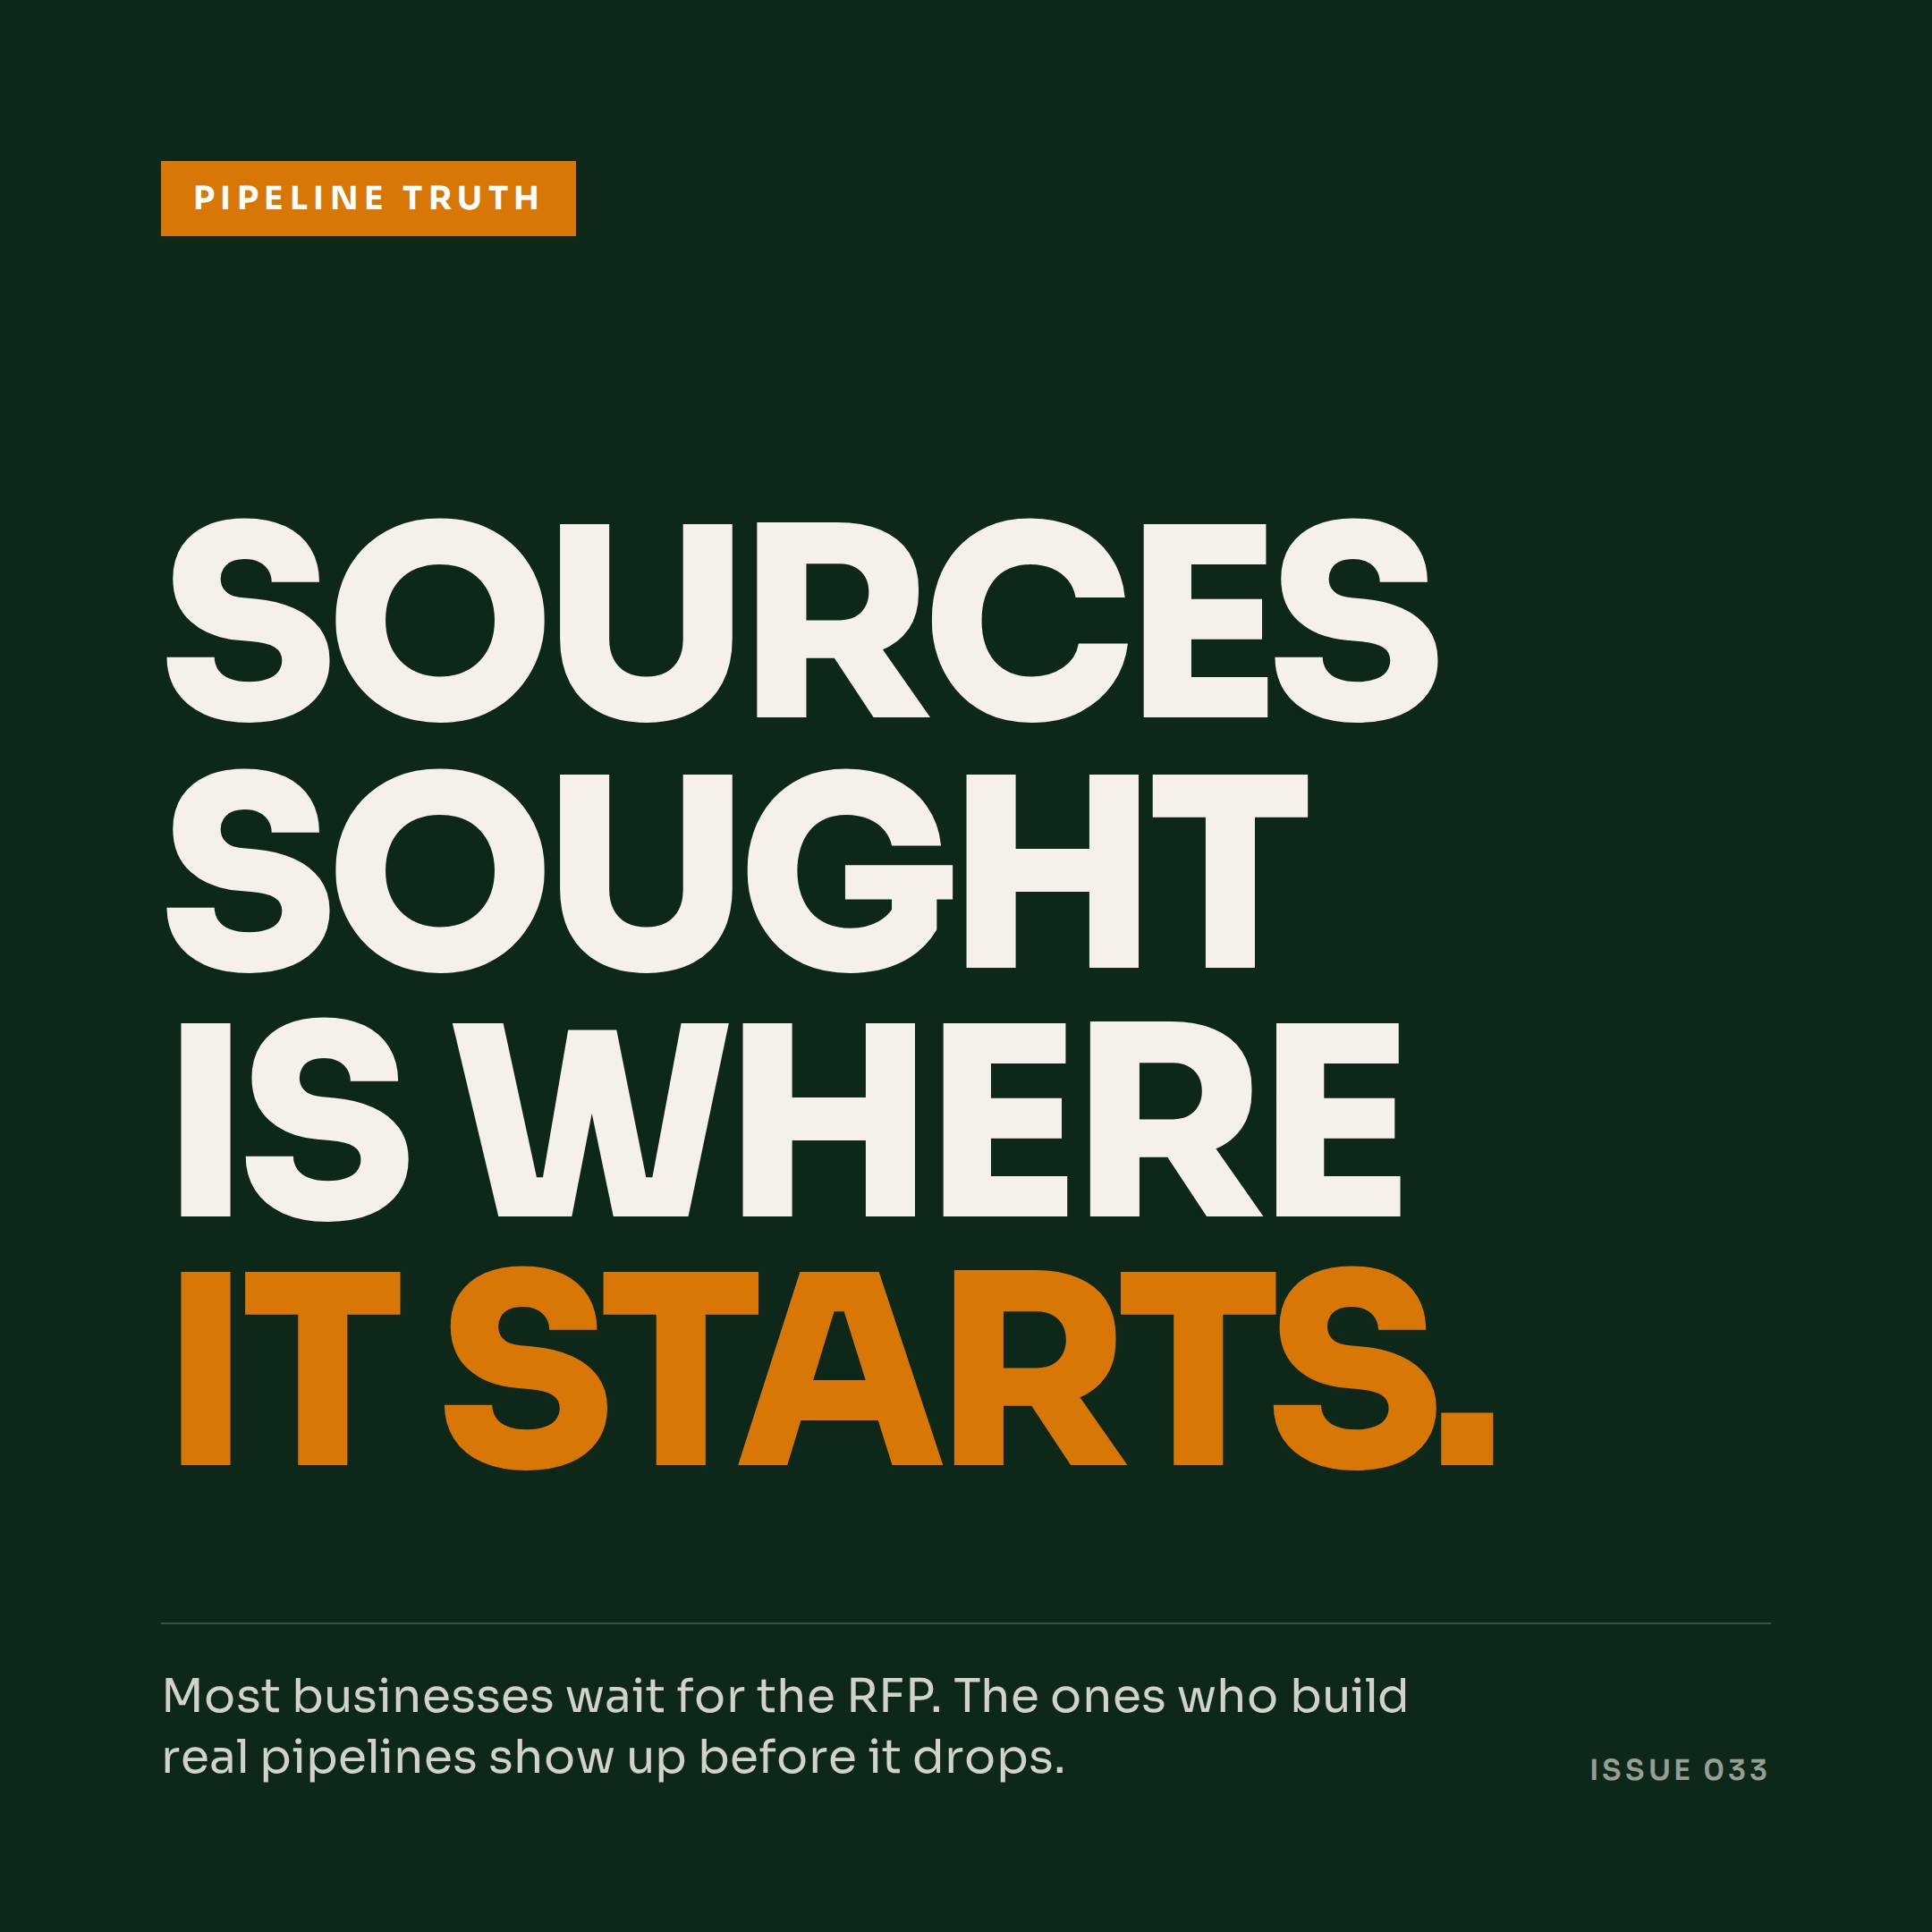 PIPELINE TRUTH
SOURCES
SOUGHT
IS WHERE
IT STARTS.
Most businesses wait for the RFP. The ones who build
real pipelines show up before it drops.
ISSUE 033